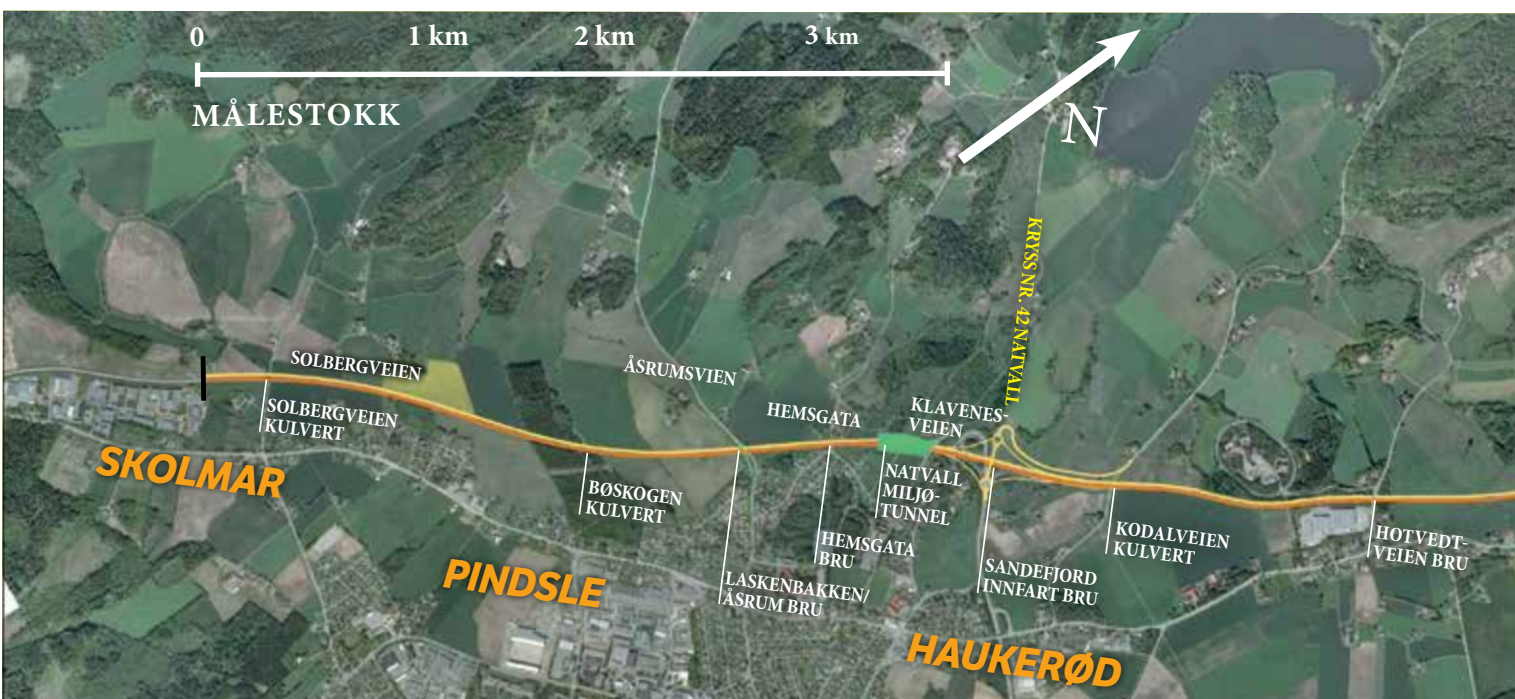 0 1 km 2 km 3 km
MÅLESTOKK
N
KRYSS NR. 42 NATVALL
SOLBERGVEIEN
ÅSRUMSVIEN
HEMSGATA
KLAVENES-
VEIEN
SOLBERGVEIEN
KULVERT
SKOLMAR
BØSKOGEN
KULVERT
PINDSLE
LASKENBAKKEN/
ÅSRUM BRU
HEMSGATA
BRU
NATVALL
MILJØ-
TUNNEL
SANDEFJORD
INNFART BRU
HAUKERØD
KODALVEIEN
KULVERT
HOTVEDT-
VEIEN BRU